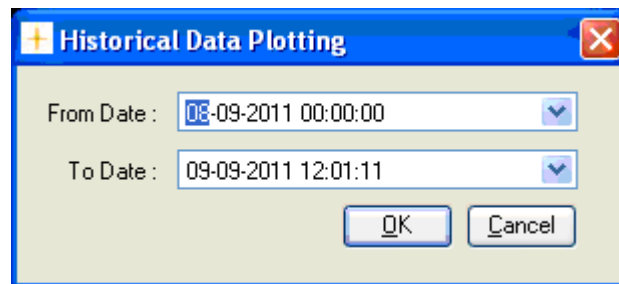 Historical Data Plotting
From Date : 08-09-2011 00:00:00
To Date : 09-09-2011 12:01:11
OK Cancel